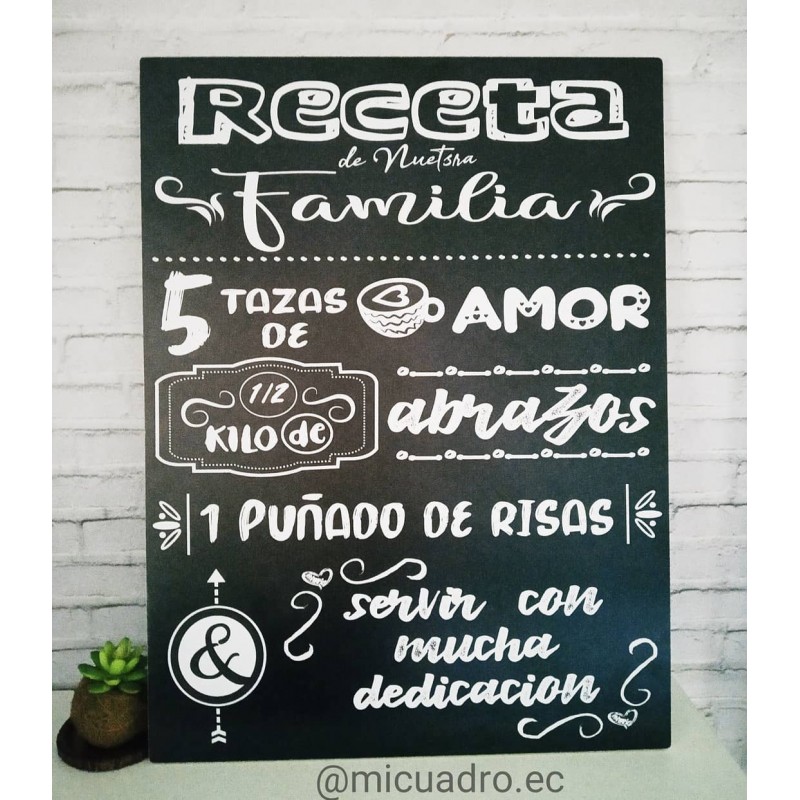 Receta
de Nuetsra
Familia
5 TAZAS DE AMOR
1/2 KILO de abrazos
1 PUÑADO DE RISAS
& servir con
mucha
dedicacion
@micuadro.ec